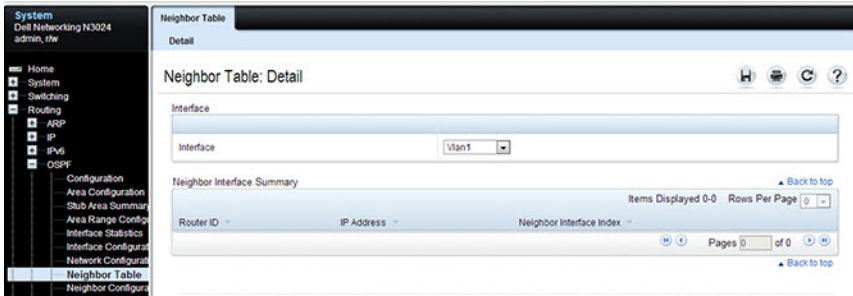 System
Dell Networking N3024
admin, r/w
Home
System
Switching
Routing
ARP
IP
IPv6
OSPF
Configuration
Area Configuration
Stub Area Summary
Area Range Configu
Interface Statistics
Interface Configurat
Network Configurati
Neighbor Table
Neighbor Configura
Neighbor Table
Detail
Neighbor Table: Detail
Interface
Interface Vlan1
Neighbor Interface Summary
Back to top
Items Displayed 0-0 Rows Per Page 0
Router ID IP Address Neighbor Interface Index
Pages 0 of 0
Back to top